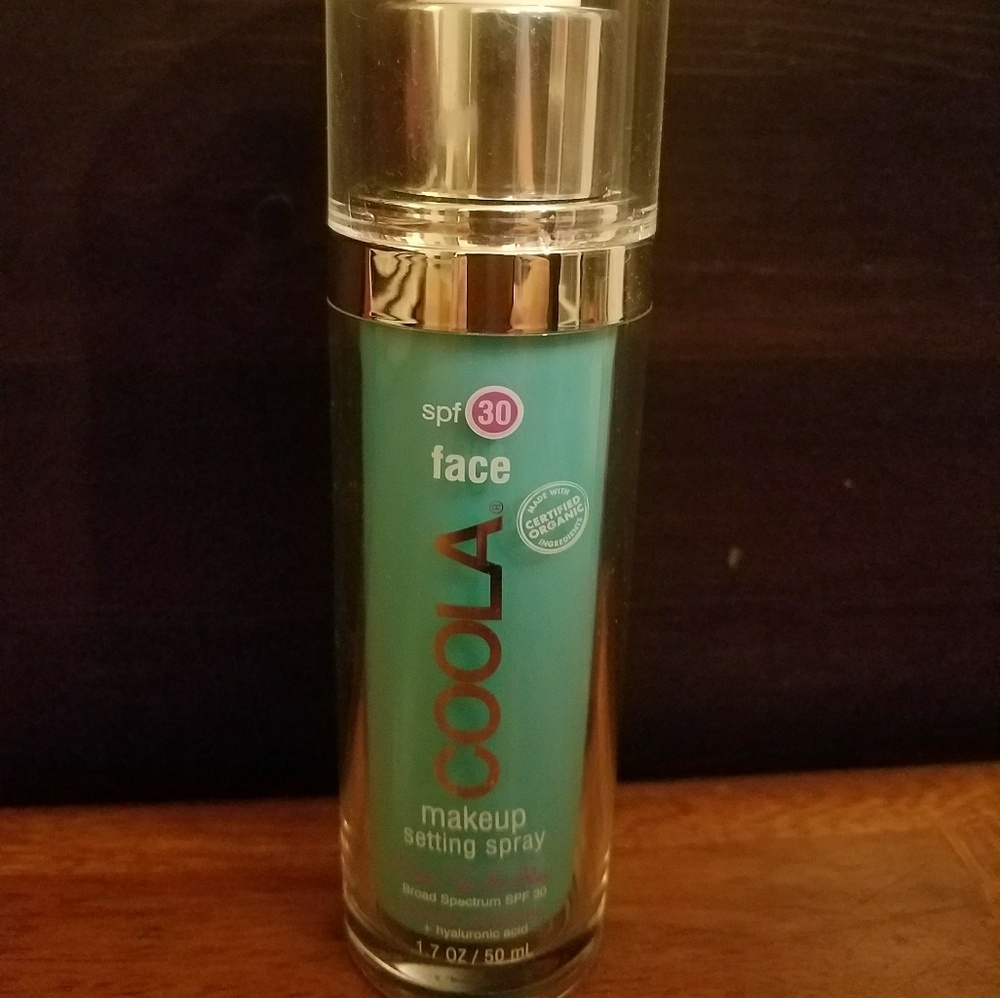 spf 30
face
COOLA®
MADE WITH
CERTIFIED
ORGANIC
INGREDIENTS
makeup
setting spray
Broad Spectrum SPF 30
+ hyaluronic acid
1.7 OZ / 50 mL